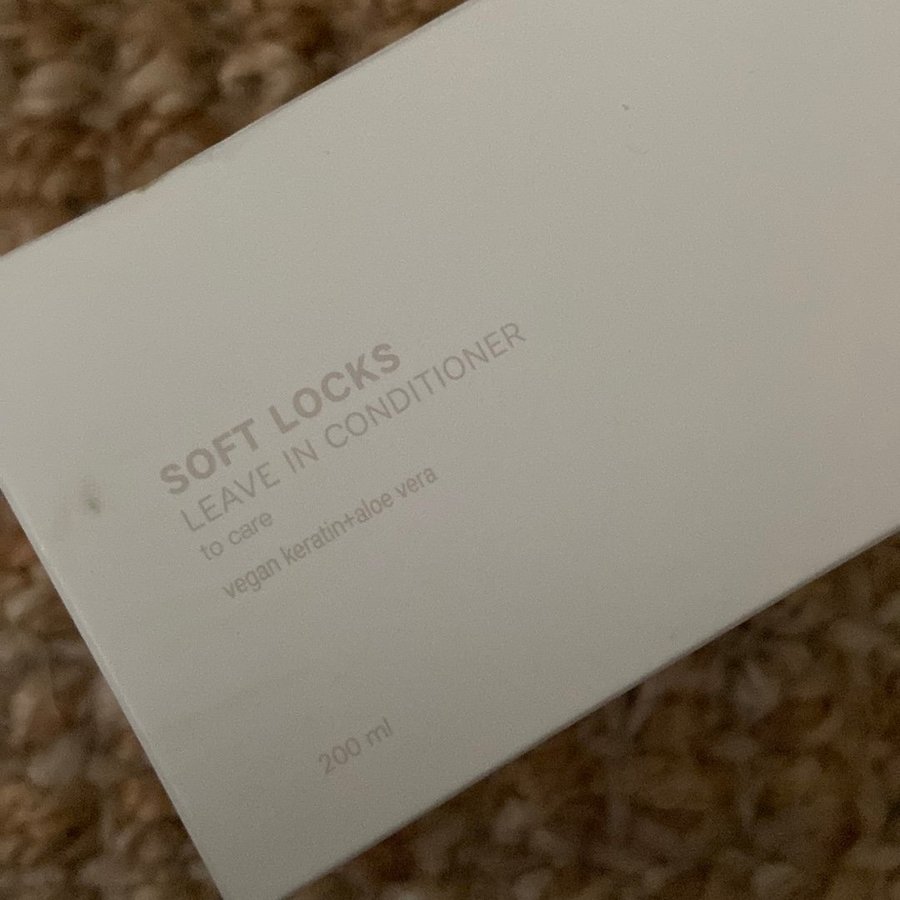 SOFT LOCKS
LEAVE IN CONDITIONER
to care
vegan keratin+aloe vera
200 ml